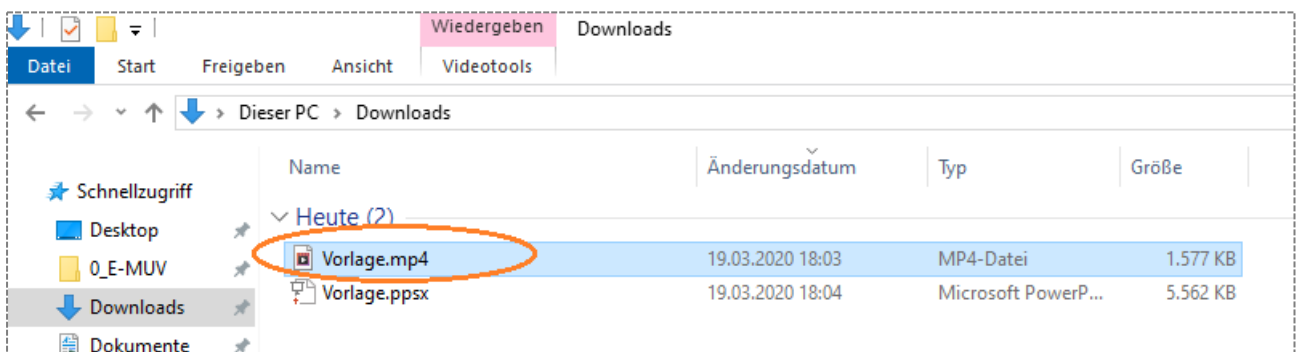 Wiedergeben Downloads
Datei Start Freigeben Ansicht Videotools
Dieser PC > Downloads
Name Änderungsdatum Typ Größe
Schnellzugriff
Heute (2)
Desktop
Vorlage.mp4 19.03.2020 18:03 MP4-Datei 1.577 KB
0_E-MUV
Vorlage.ppsx 19.03.2020 18:04 Microsoft PowerP... 5.562 KB
Downloads
Dokumente